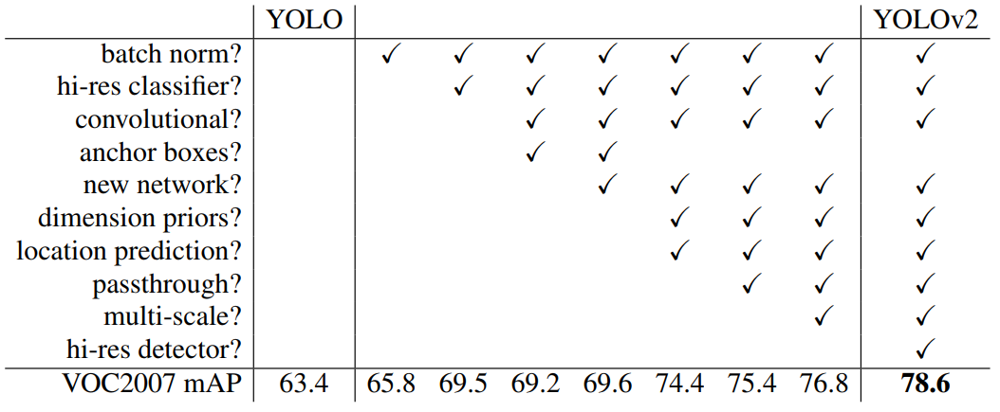 YOLO YOLOv2
batch norm? ✓ ✓ ✓ ✓ ✓ ✓ ✓ ✓
hi-res classifier? ✓ ✓ ✓ ✓ ✓ ✓ ✓
convolutional? ✓ ✓ ✓ ✓ ✓ ✓
anchor boxes? ✓ ✓
new network? ✓ ✓ ✓ ✓ ✓
dimension priors? ✓ ✓ ✓ ✓
location prediction? ✓ ✓ ✓ ✓
passthrough? ✓ ✓ ✓
multi-scale? ✓ ✓
hi-res detector? ✓
VOC2007 mAP 63.4 65.8 69.5 69.2 69.6 74.4 75.4 76.8 78.6